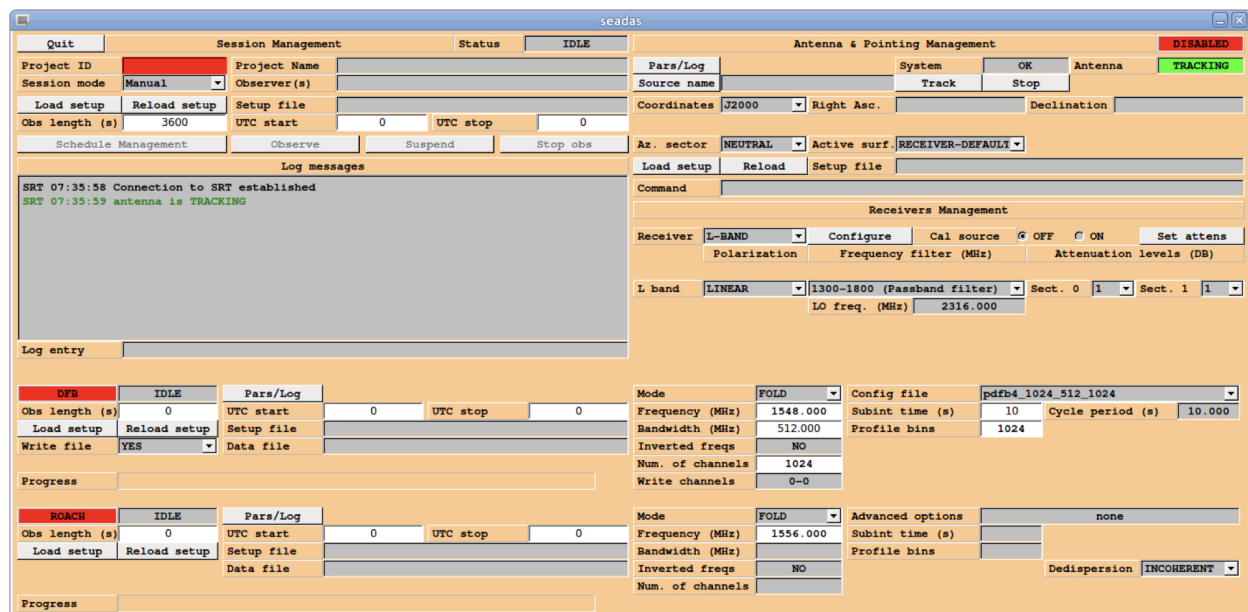 seadas
Quit Session Management Status IDLE
Project ID Project Name
Session mode Manual Observer(s)
Load setup Reload setup Setup file
Obs length (s) 3600 UTC start 0 UTC stop 0
Schedule Management Observe Suspend Stop obs
Log messages
SRT 07:35:58 Connection to SRT established
SRT 07:35:59 antenna is TRACKING
Log entry
Antenna & Pointing Management DISABLED
Pars/Log System OK Antenna TRACKING
Source name Track Stop
Coordinates J2000 Right Asc. Declination
Az. sector NEUTRAL Active surf. RECEIVER-DEFAULT
Load setup Reload Setup file
Command
Receivers Management
Receiver L-BAND Configure Cal source OFF ON Set attens
Polarization Frequency filter (MHz) Attenuation levels (DB)
L band LINEAR 1300-1800 (Passband filter) Sect. 0 1 Sect. 1 1
LO freq. (MHz) 2316.000
DFB IDLE Pars/Log
Obs length (s) 0 UTC start 0 UTC stop 0
Load setup Reload setup Setup file
Write file YES Data file
Progress
Mode FOLD Config file pdfb4_1024_512_1024
Frequency (MHz) 1548.000 Subint time (s) 10 Cycle period (s) 10.000
Bandwidth (MHz) 512.000 Profile bins 1024
Inverted freqs NO
Num. of channels 1024
Write channels 0-0
ROACH IDLE Pars/Log
Obs length (s) 0 UTC start 0 UTC stop 0
Load setup Reload setup Setup file
Data file
Progress
Mode FOLD Advanced options none
Frequency (MHz) 1556.000 Subint time (s)
Bandwidth (MHz) Profile bins
Inverted freqs NO Dedispersion INCOHERENT
Num. of channels